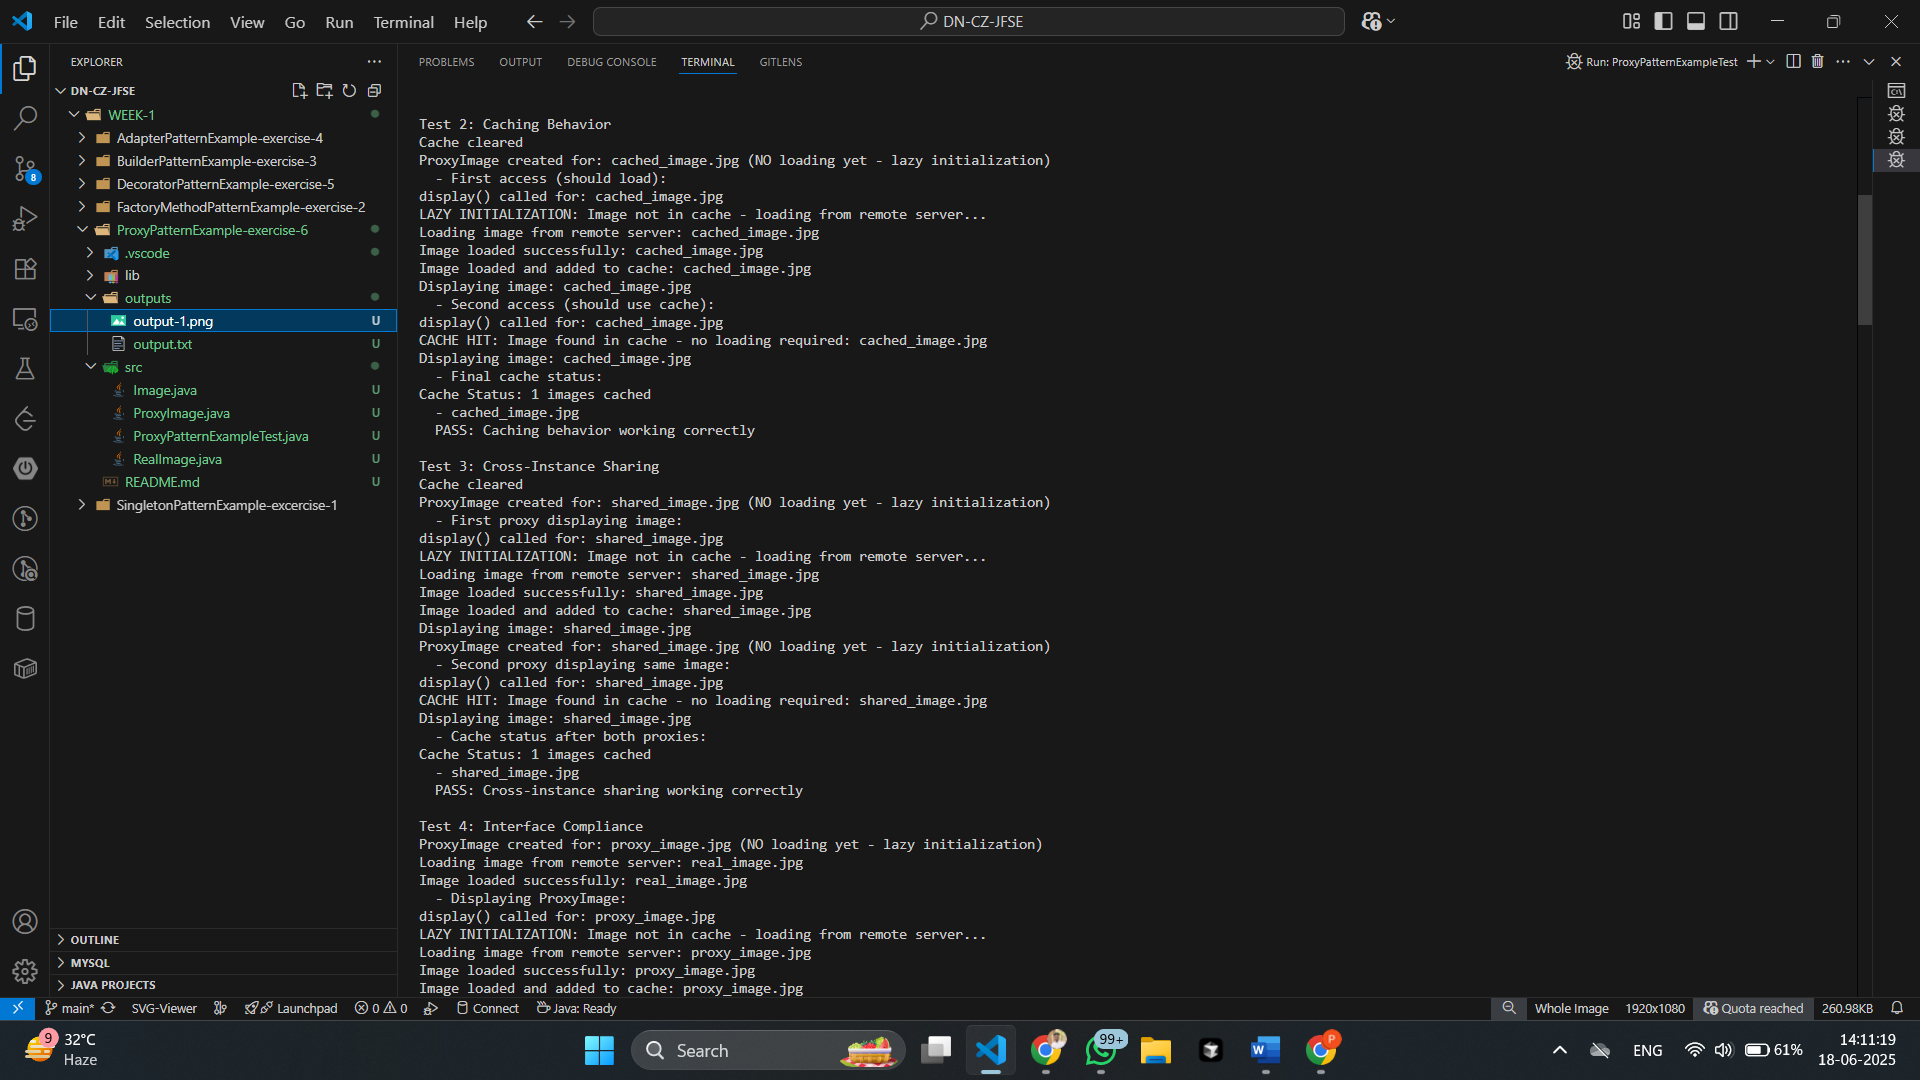 File Edit Selection View Go Run Terminal Help
DN-CZ-JFSE
EXPLORER
DN-CZ-JFSE
WEEK-1
AdapterPatternExample-exercise-4
BuilderPatternExample-exercise-3
DecoratorPatternExample-exercise-5
FactoryMethodPatternExample-exercise-2
ProxyPatternExample-exercise-6
.vscode
lib
outputs
output-1.png U
output.txt U
src
Image.java U
ProxyImage.java U
ProxyPatternExampleTest.java U
RealImage.java U
README.md U
SingletonPatternExample-excercise-1
OUTLINE
MYSQL
JAVA PROJECTS
8
PROBLEMS OUTPUT DEBUG CONSOLE TERMINAL GITLENS
Run: ProxyPatternExampleTest
Test 2: Caching Behavior
Cache cleared
ProxyImage created for: cached_image.jpg (NO loading yet - lazy initialization)
- First access (should load):
display() called for: cached_image.jpg
LAZY INITIALIZATION: Image not in cache - loading from remote server...
Loading image from remote server: cached_image.jpg
Image loaded successfully: cached_image.jpg
Image loaded and added to cache: cached_image.jpg
Displaying image: cached_image.jpg
- Second access (should use cache):
display() called for: cached_image.jpg
CACHE HIT: Image found in cache - no loading required: cached_image.jpg
Displaying image: cached_image.jpg
- Final cache status:
Cache Status: 1 images cached
- cached_image.jpg
PASS: Caching behavior working correctly
Test 3: Cross-Instance Sharing
Cache cleared
ProxyImage created for: shared_image.jpg (NO loading yet - lazy initialization)
- First proxy displaying image:
display() called for: shared_image.jpg
LAZY INITIALIZATION: Image not in cache - loading from remote server...
Loading image from remote server: shared_image.jpg
Image loaded successfully: shared_image.jpg
Image loaded and added to cache: shared_image.jpg
Displaying image: shared_image.jpg
ProxyImage created for: shared_image.jpg (NO loading yet - lazy initialization)
- Second proxy displaying same image:
display() called for: shared_image.jpg
CACHE HIT: Image found in cache - no loading required: shared_image.jpg
Displaying image: shared_image.jpg
- Cache status after both proxies:
Cache Status: 1 images cached
- shared_image.jpg
PASS: Cross-instance sharing working correctly
Test 4: Interface Compliance
ProxyImage created for: proxy_image.jpg (NO loading yet - lazy initialization)
Loading image from remote server: real_image.jpg
Image loaded successfully: real_image.jpg
- Displaying ProxyImage:
display() called for: proxy_image.jpg
LAZY INITIALIZATION: Image not in cache - loading from remote server...
Loading image from remote server: proxy_image.jpg
Image loaded successfully: proxy_image.jpg
Image loaded and added to cache: proxy_image.jpg
main* SVG-Viewer Launchpad 0 0 Connect Java: Ready Whole Image 1920x1080 Quota reached 260.98KB
9 32°C
Haze
Search
99+
W
P
ENG
61%
14:11:19
18-06-2025